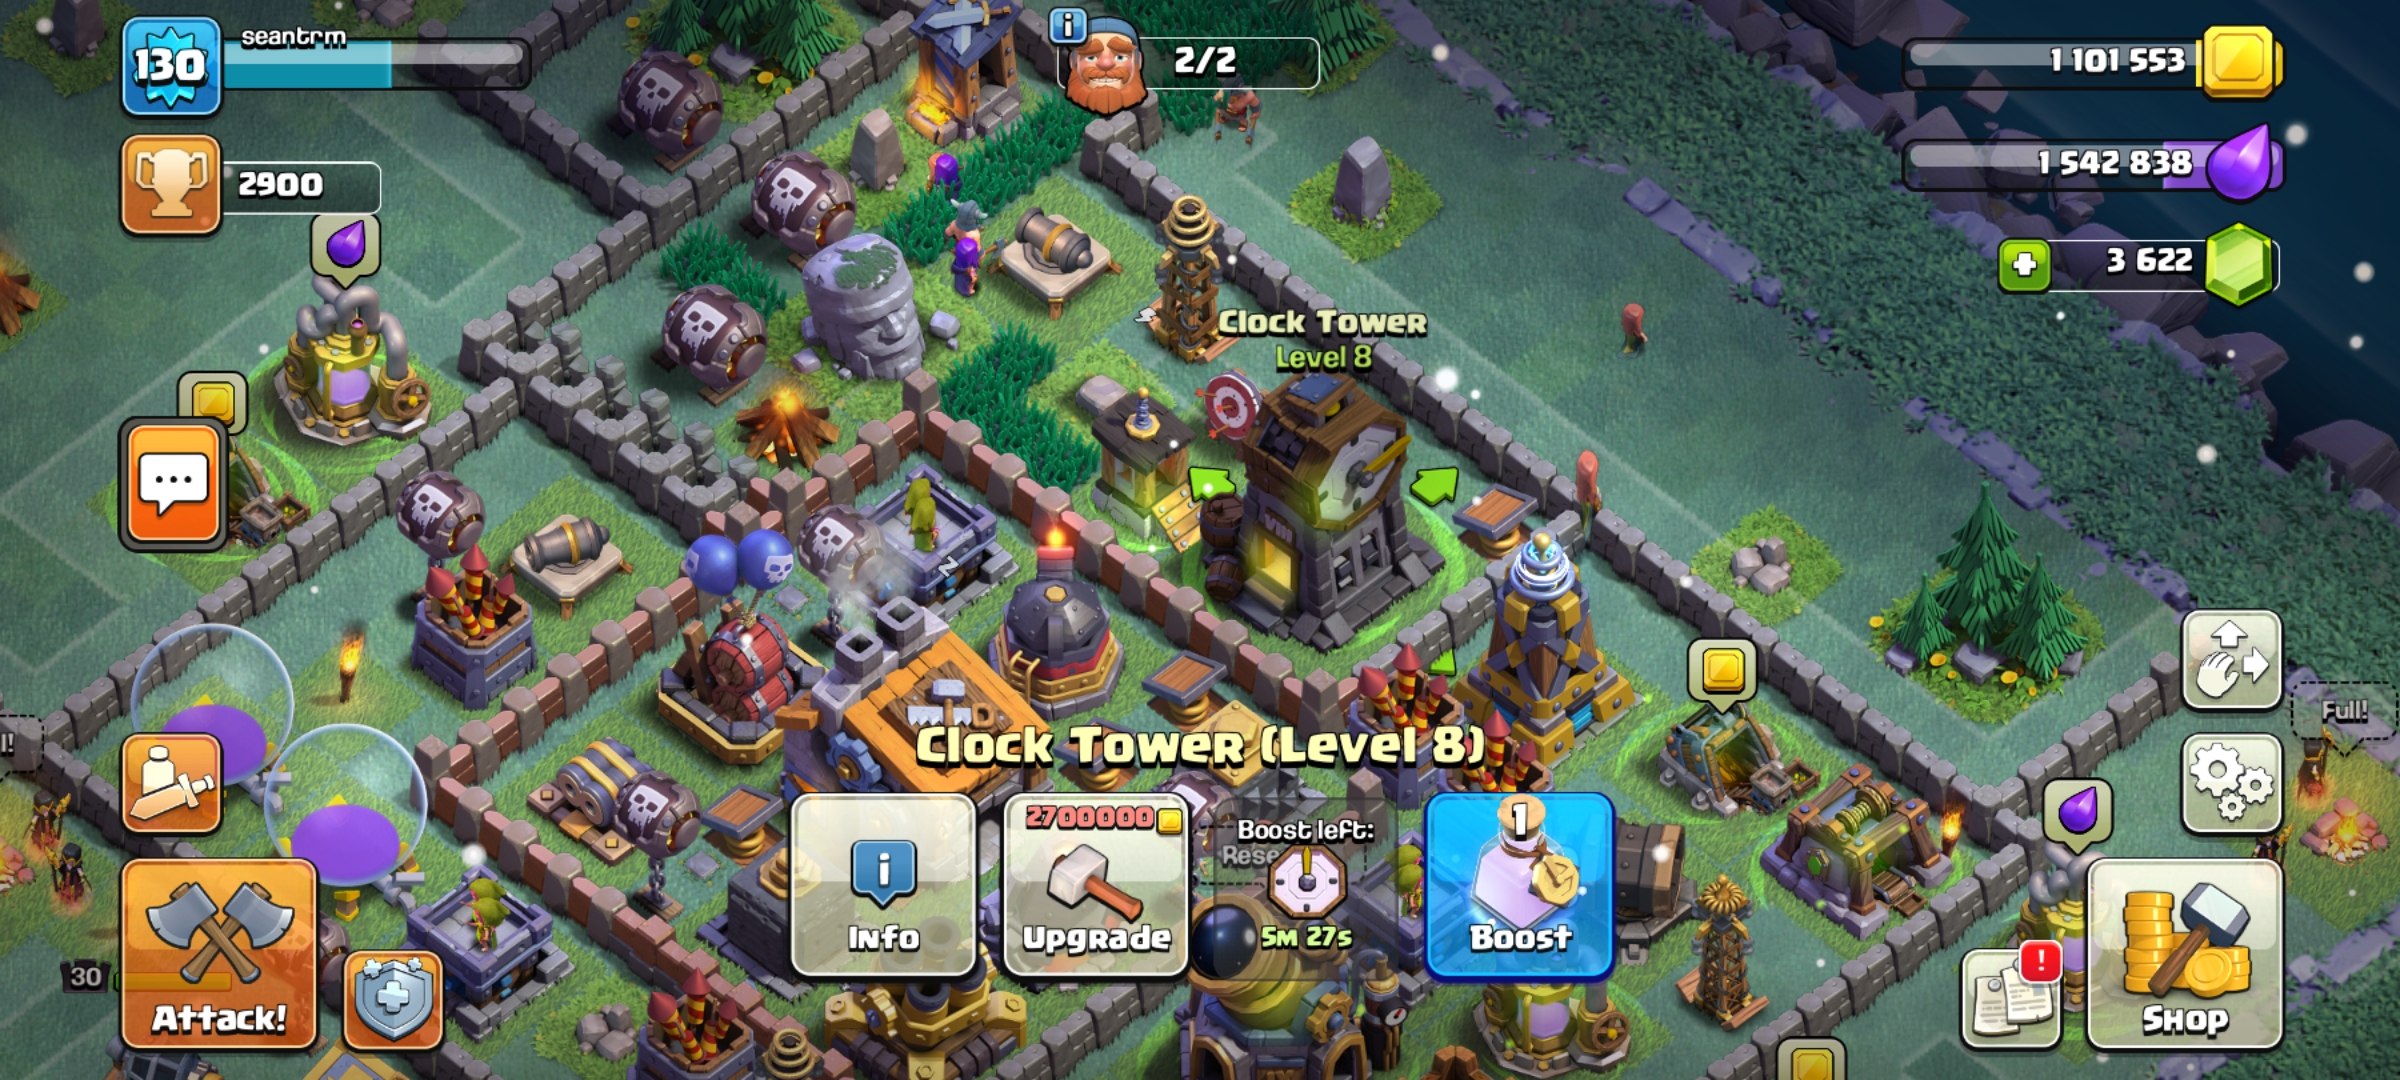 130
seantrm
2/2
1 101 553
1 542 838
3 622
2900
Clock Tower
Level 8
VIII
Full!
Clock Tower (Level 8)
2700000
Boost left:
1
Info
Upgrade
5m 27s
Boost
30
Attack!
!
Shop